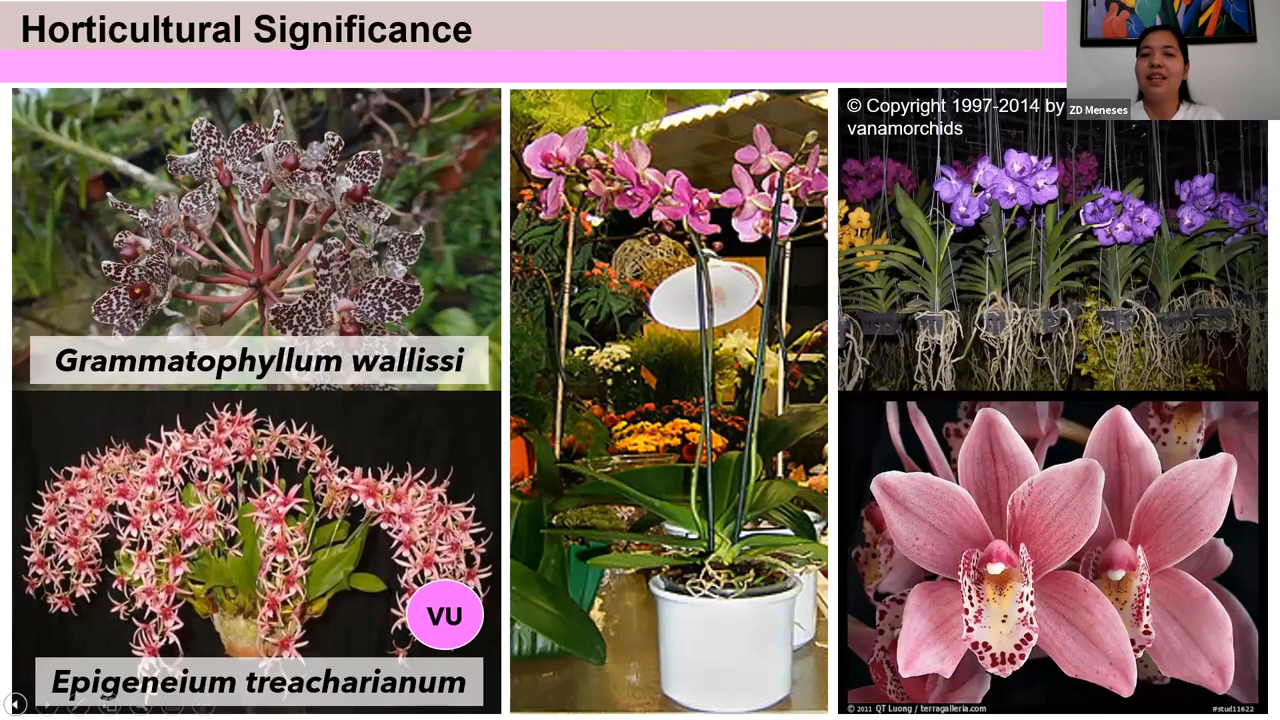 Horticultural Significance
ZD Meneses
© Copyright 1997-2014 by
vanamorchids
Grammatophyllum wallissi
VU
Epigeneium treacharianum
© 2011 QT Luong / terragalleria.com
#stud11622